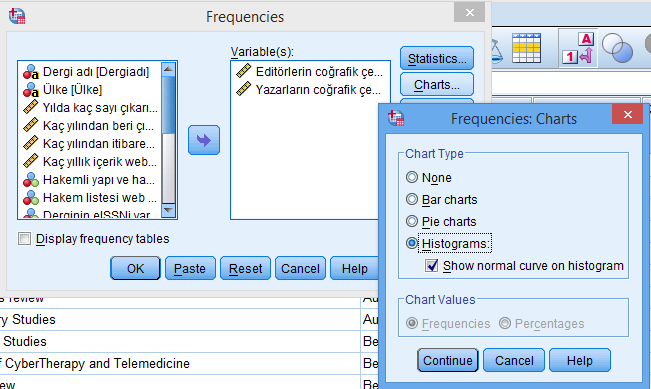 Frequencies
Variable(s):
Dergi adı [Dergiadi]
Ülke [Ülke]
Yılda kaç sayı çıkarı...
Kaç yılından beri çı...
Kaç yılından itibare...
Kaç yıllık içerik web...
Hakemli yapı ve ha...
Hakem listesi web ...
Derginin eISSNi var
Editörlerin coğrafik çe...
Yazarların coğrafik çe...
Statistics...
Charts...
Display frequency tables
OK
Paste
Reset
Cancel
Help
Frequencies: Charts
Chart Type
None
Bar charts
Pie charts
Histograms:
Show normal curve on histogram
Chart Values
Frequencies
Percentages
Continue
Cancel
Help
s review
Au
ry Studies
Au
Studies
Be
of CyberTherapy and Telemedicine
Be
ew
Be